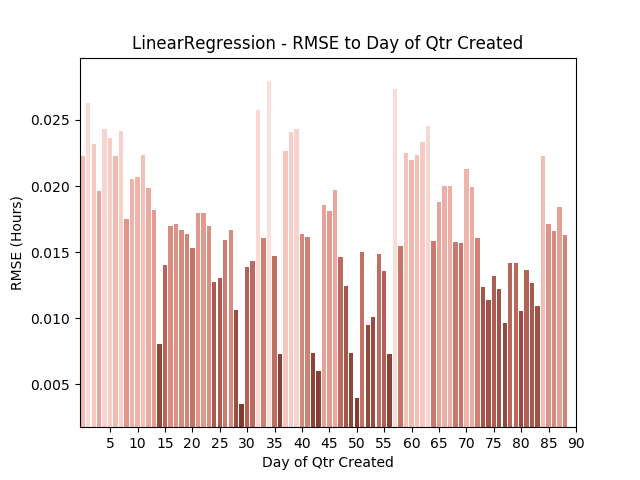 LinearRegression - RMSE to Day of Qtr Created
RMSE (Hours)
0.025
0.020
0.015
0.010
0.005
5 10 15 20 25 30 35 40 45 50 55 60 65 70 75 80 85 90
Day of Qtr Created